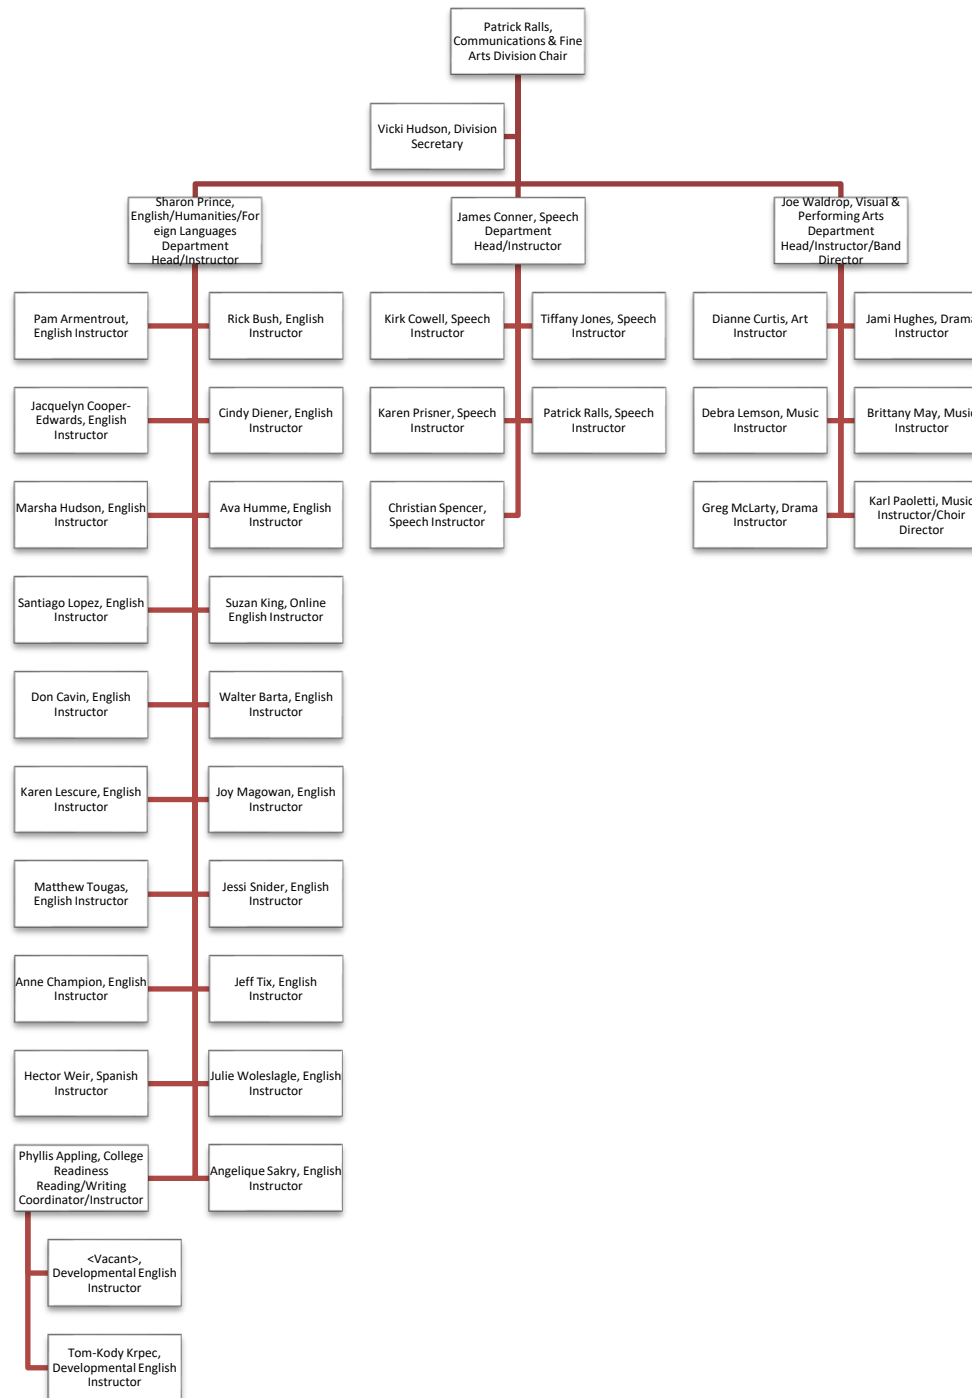 Patrick Ralls,
Communications & Fine
Arts Division Chair
Vicki Hudson, Division
Secretary
Sharon Prince,
English/Humanities/For
eign Languages
Department
Head/Instructor
James Conner, Speech
Department
Head/Instructor
Joe Waldrop, Visual &
Performing Arts
Department
Head/Instructor/Band
Director
Pam Armentrout,
English Instructor
Rick Bush, English
Instructor
Kirk Cowell, Speech
Instructor
Tiffany Jones, Speech
Instructor
Dianne Curtis, Art
Instructor
Jami Hughes, Drama
Instructor
Jacquelyn Cooper-
Edwards, English
Instructor
Cindy Diener, English
Instructor
Karen Prisner, Speech
Instructor
Patrick Ralls, Speech
Instructor
Debra Lemson, Music
Instructor
Brittany May, Music
Instructor
Marsha Hudson, English
Instructor
Ava Humme, English
Instructor
Christian Spencer,
Speech Instructor
Greg McLarty, Drama
Instructor
Karl Paoletti, Music
Instructor/Choir
Director
Santiago Lopez, English
Instructor
Suzan King, Online
English Instructor
Don Cavin, English
Instructor
Walter Barta, English
Instructor
Karen Lescure, English
Instructor
Joy Magowan, English
Instructor
Matthew Tougas,
English Instructor
Jessi Snider, English
Instructor
Anne Champion, English
Instructor
Jeff Tix, English
Instructor
Hector Weir, Spanish
Instructor
Julie Woleslagle, English
Instructor
Phyllis Appling, College
Readiness
Reading/Writing
Coordinator/Instructor
Angelique Sakry, English
Instructor
<Vacant>,
Developmental English
Instructor
Tom-Kody Krpec,
Developmental English
Instructor